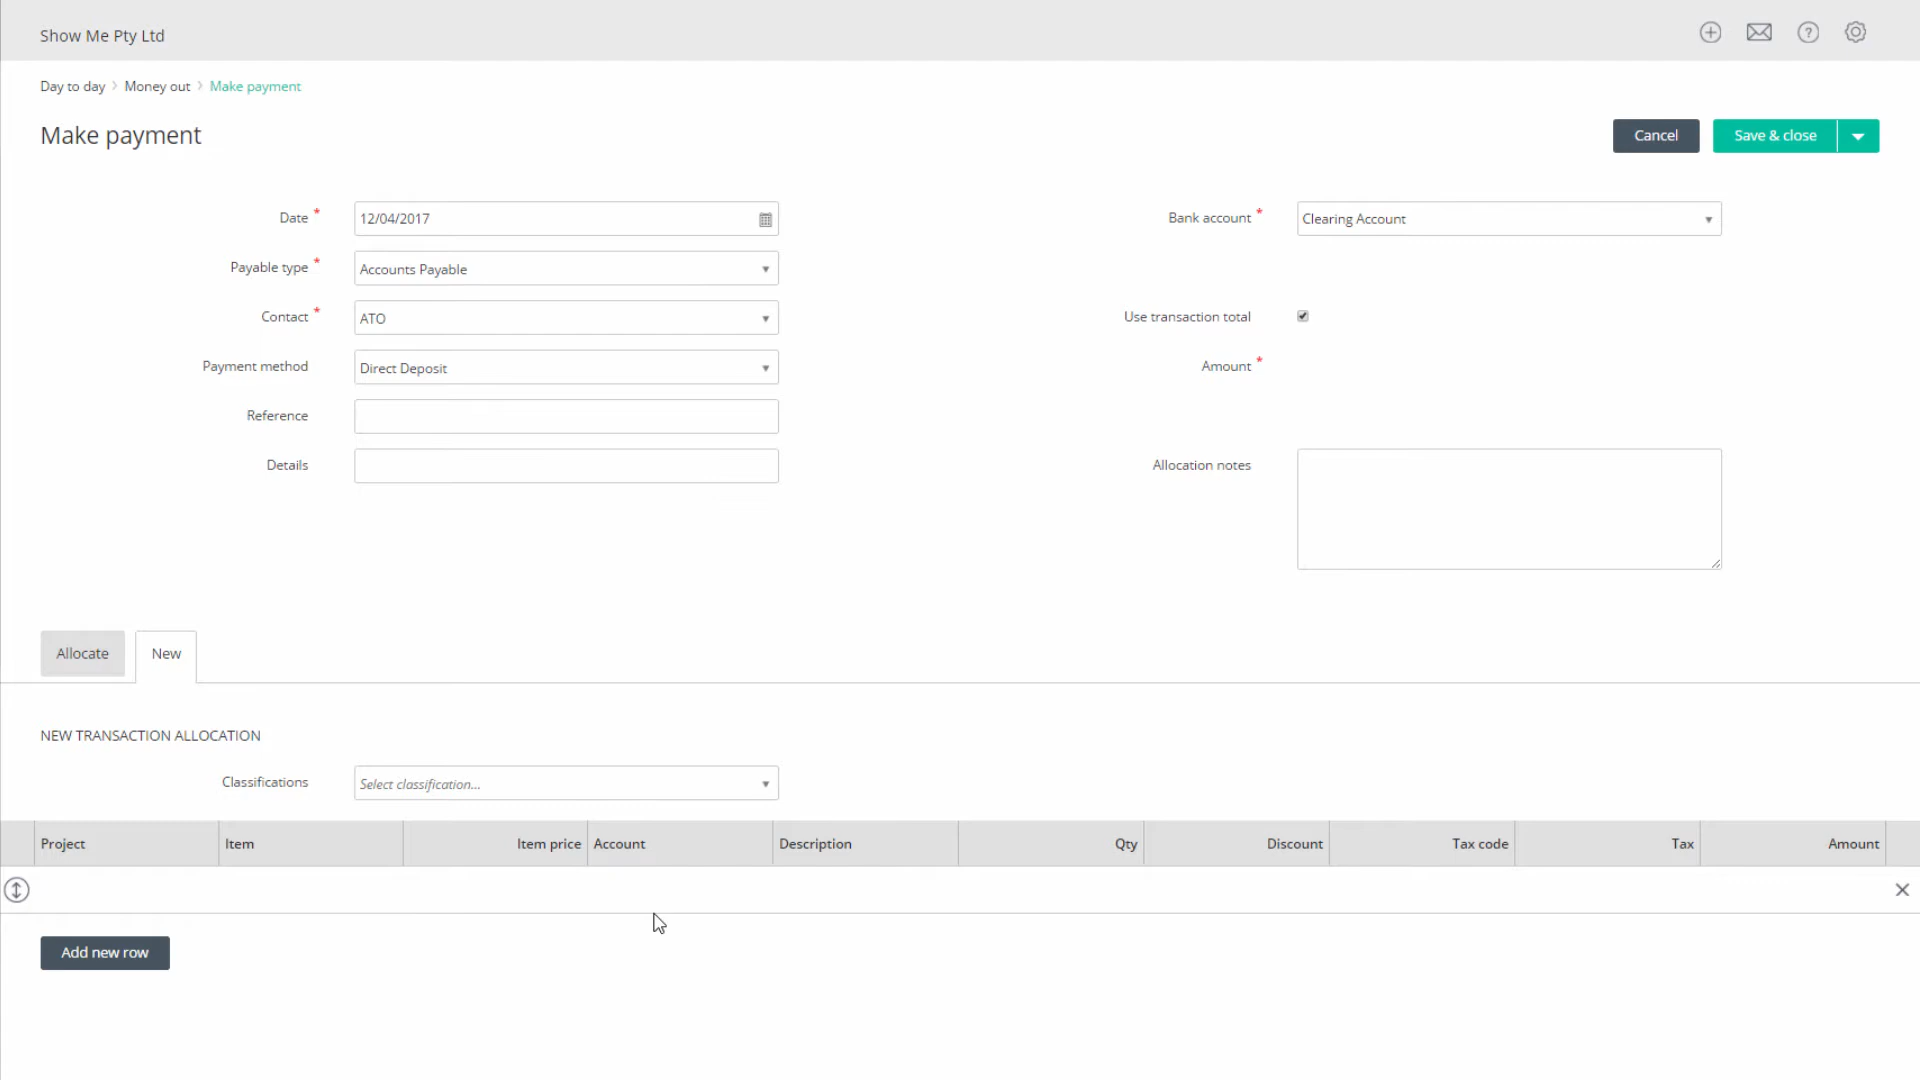 Show Me Pty Ltd
?
Day to day > Money out > Make payment
Make payment
Cancel
Save & close
Date *
12/04/2017
Bank account *
Clearing Account
Payable type *
Accounts Payable
Contact *
ATO
Use transaction total
Payment method
Direct Deposit
Amount *
Reference
Details
Allocation notes
Allocate
New
NEW TRANSACTION ALLOCATION
Classifications
Select classification...
Project Item Item price Account Description Qty Discount Tax code Tax Amount
Add new row